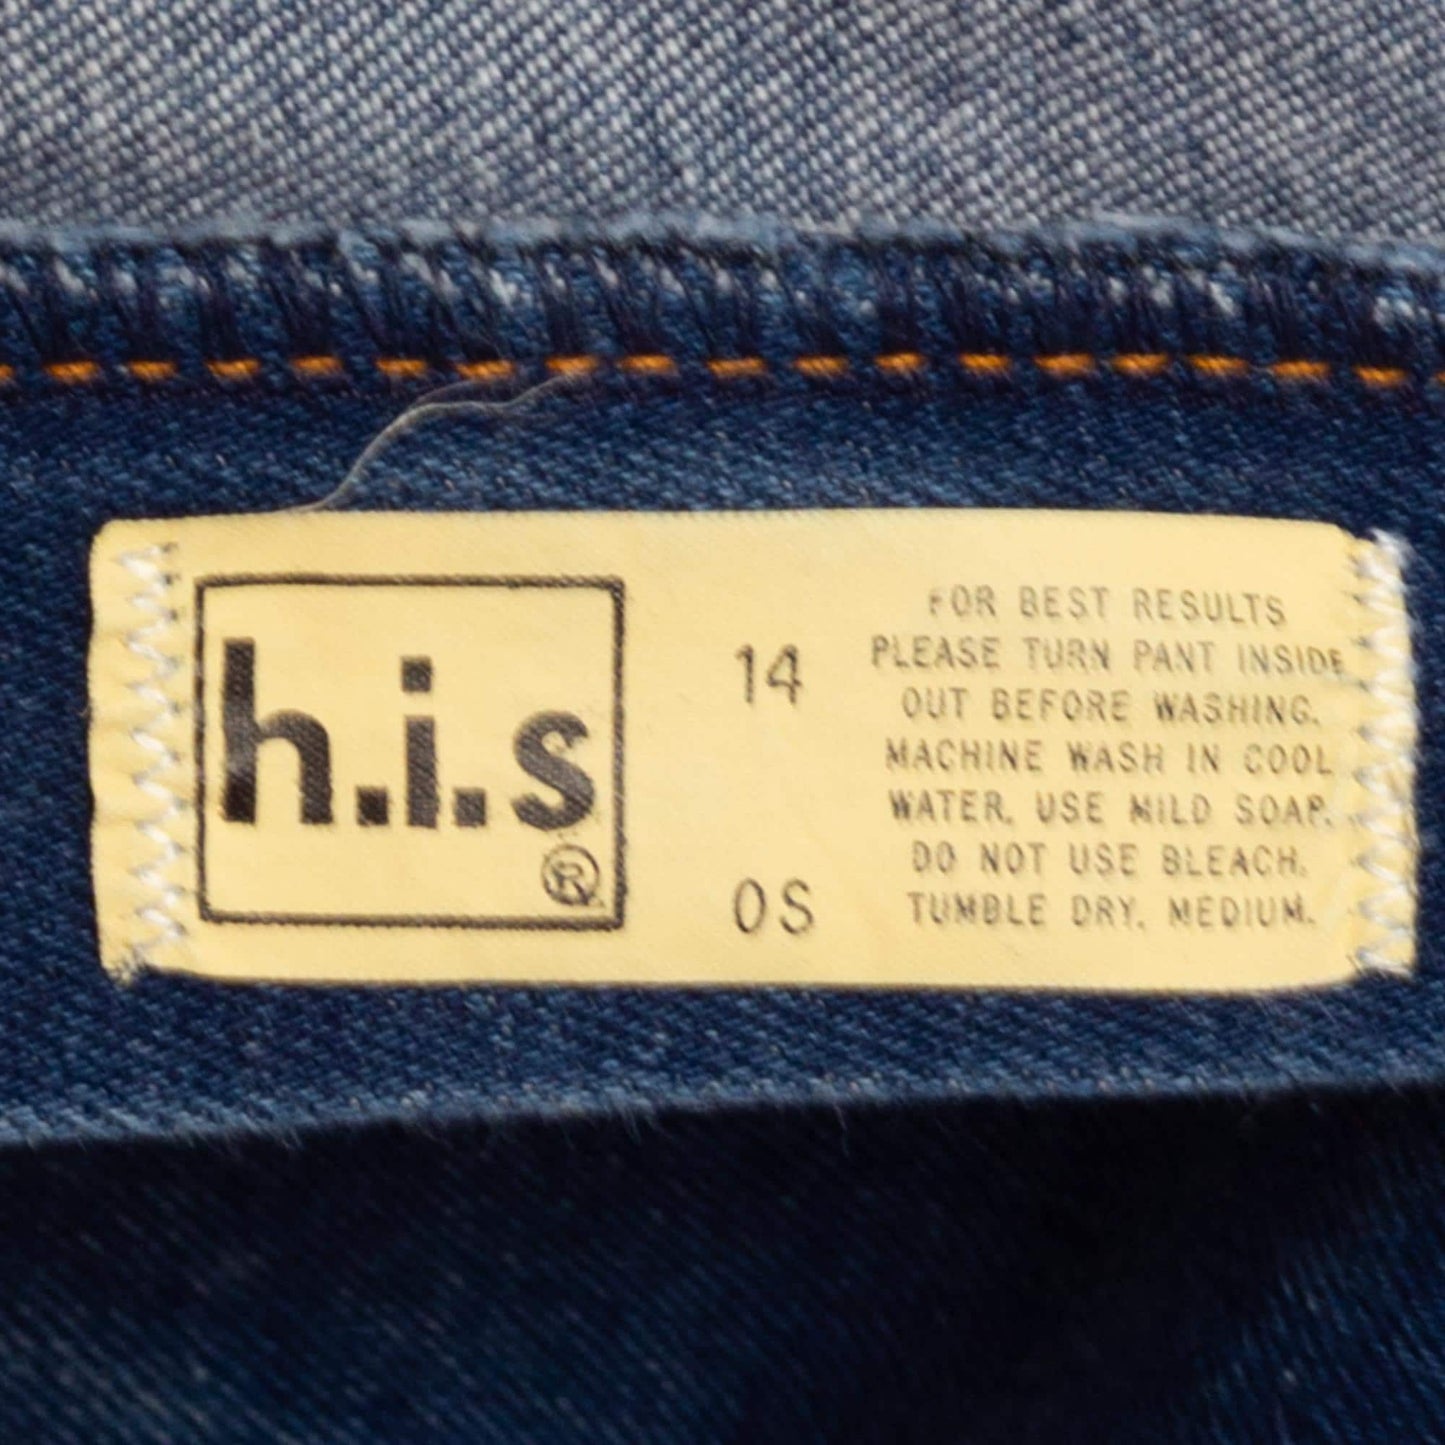 h.i.s
®
14
OS
FOR BEST RESULTS
PLEASE TURN PANT INSIDE
OUT BEFORE WASHING.
MACHINE WASH IN COOL
WATER. USE MILD SOAP.
DO NOT USE BLEACH.
TUMBLE DRY. MEDIUM.